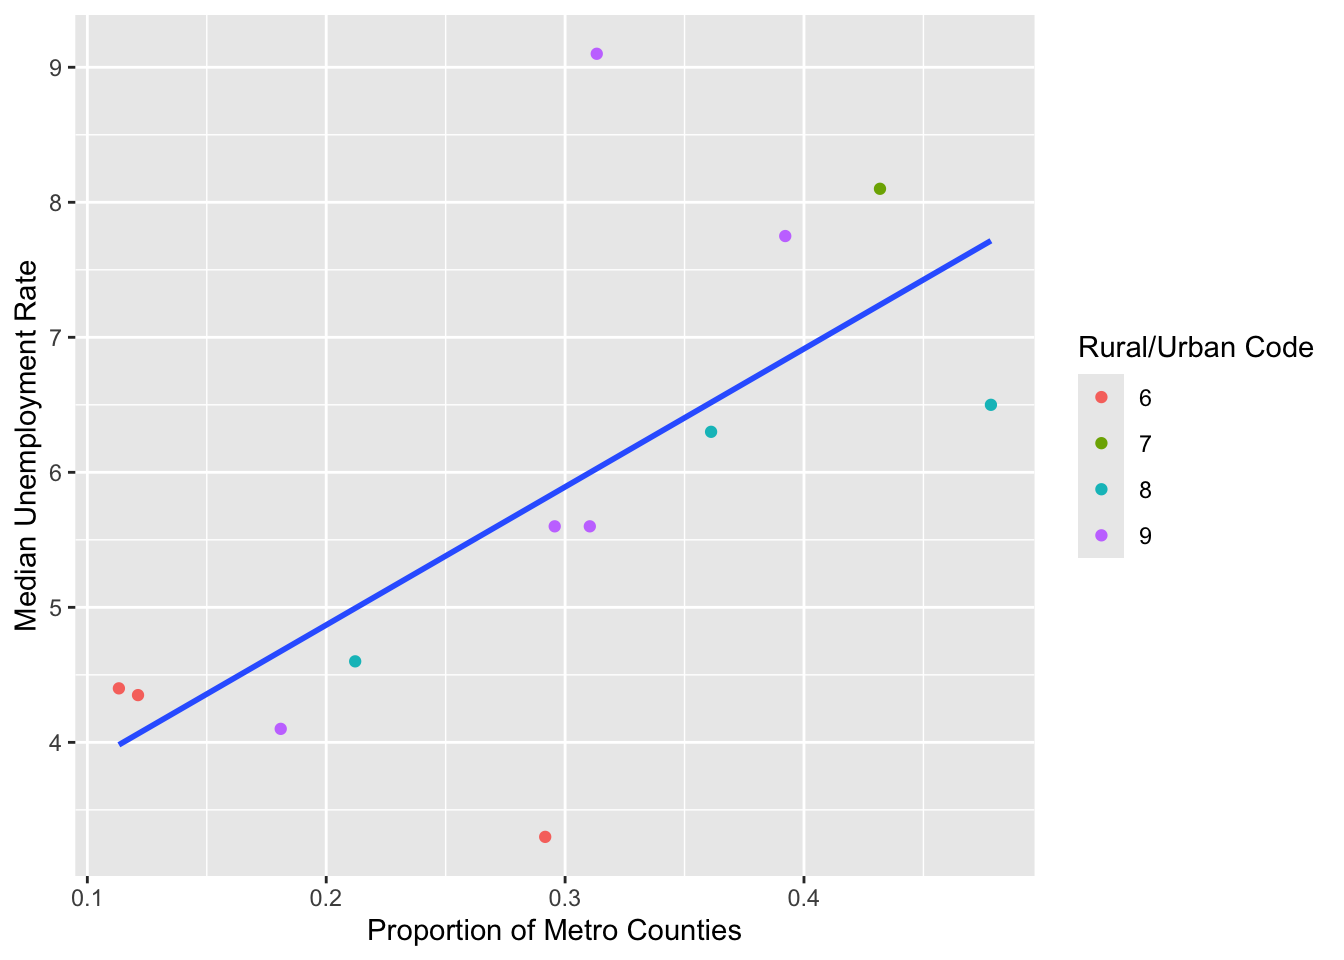 9
8
7
6
5
4
Median Unemployment Rate
0.1 0.2 0.3 0.4
Proportion of Metro Counties
Rural/Urban Code
6
7
8
9